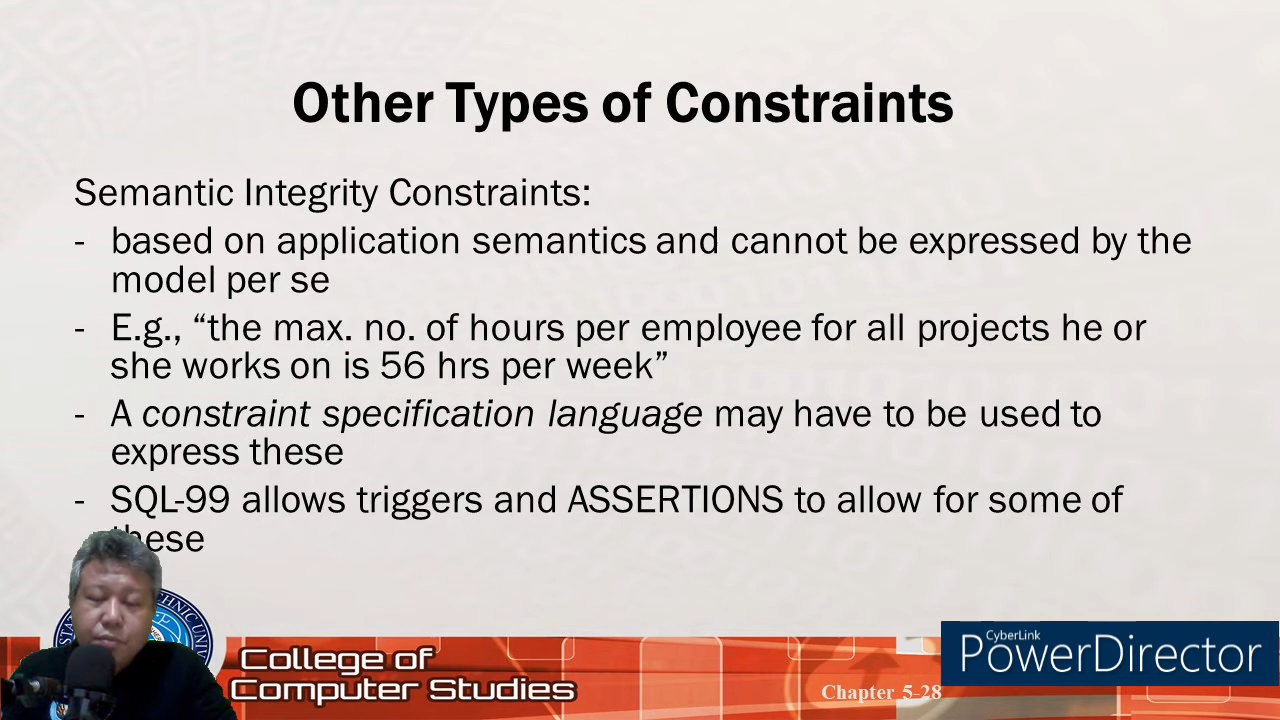 Other Types of Constraints
Semantic Integrity Constraints:
- based on application semantics and cannot be expressed by the
model per se
- E.g., “the max. no. of hours per employee for all projects he or
she works on is 56 hrs per week”
- A constraint specification language may have to be used to
express these
- SQL-99 allows triggers and ASSERTIONS to allow for some of
these
College of
Computer Studies
Chapter 5-28
CyberLink
PowerDirector